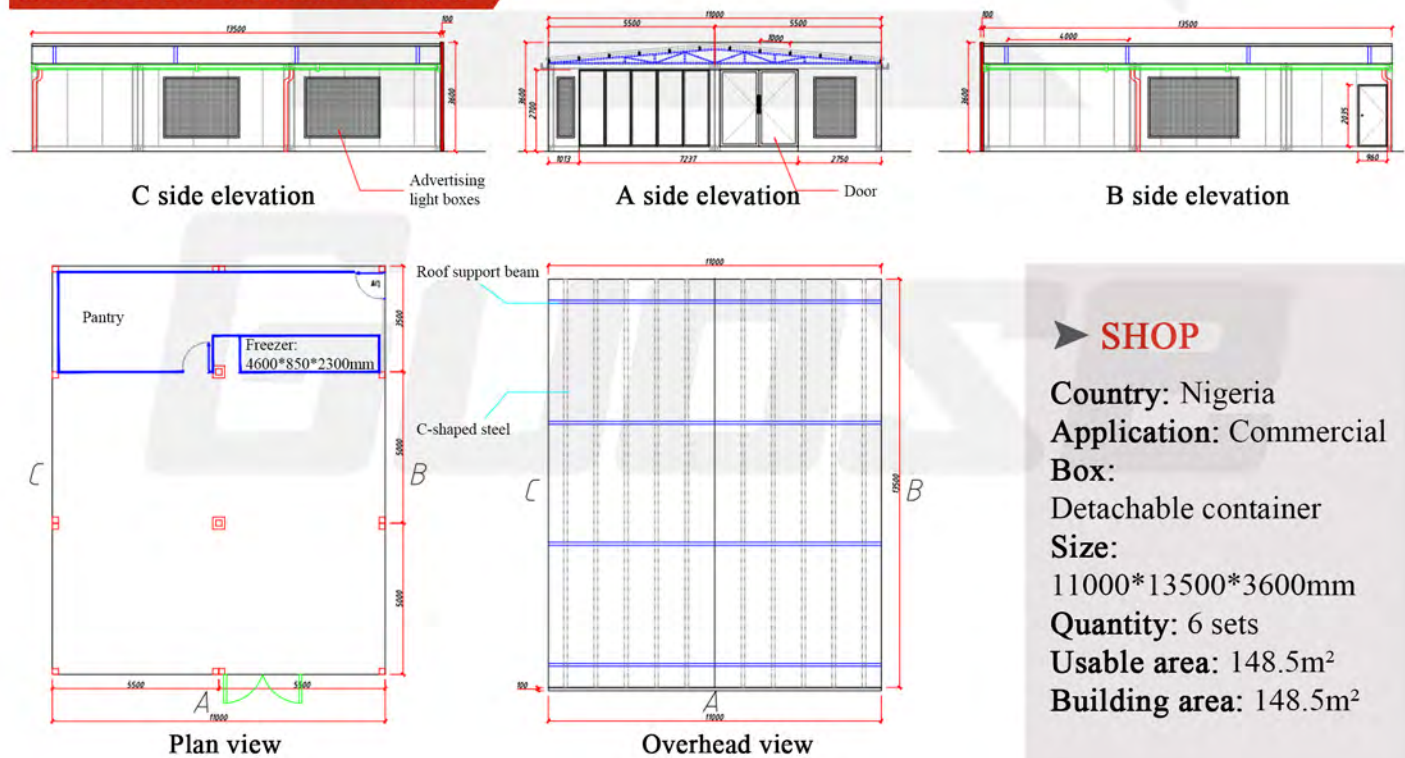 100
13500
3600
C side elevation
Advertising
light boxes
11000
5500
5500
1000
3600
2700
1013
7237
2750
A side elevation
Door
100
13500
4000
3600
2035
960
B side elevation
Pantry
Freezer:
4600*850*2300mm
3500
5000
5000
C
B
5500
5500
A
11000
Plan view
Roof support beam
C-shaped steel
11000
13500
C
B
100
A
11000
Overhead view
SHOP
Country: Nigeria
Application: Commercial
Box:
Detachable container
Size:
11000*13500*3600mm
Quantity: 6 sets
Usable area: 148.5m²
Building area: 148.5m²